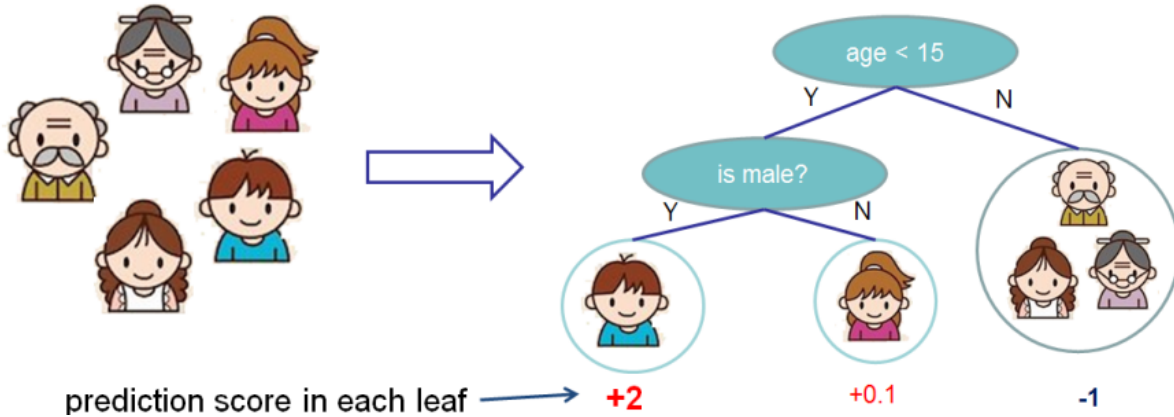 age < 15
Y
N
is male?
Y
N
prediction score in each leaf
+2
+0.1
-1